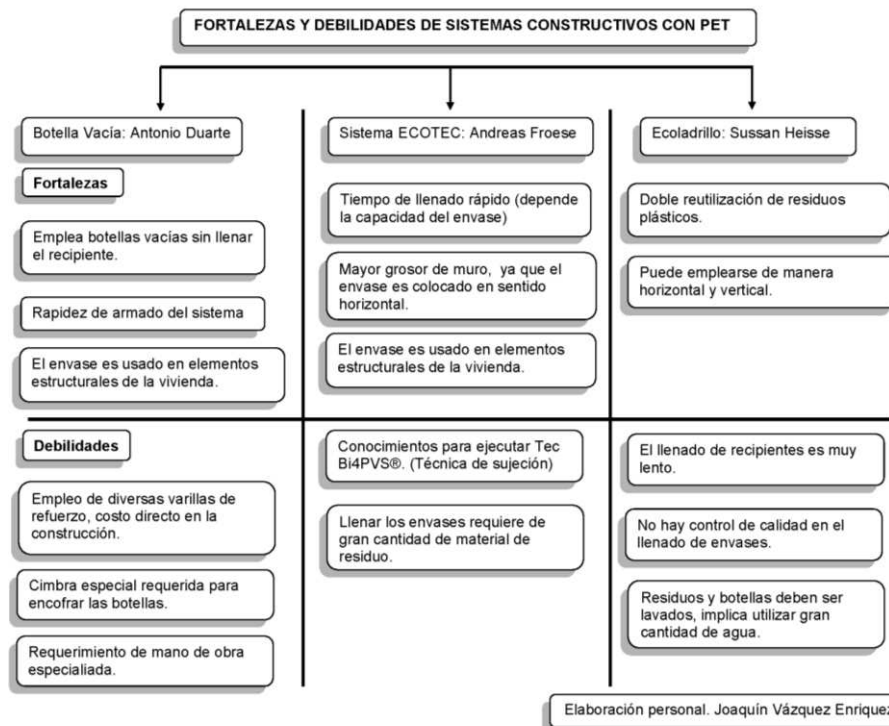 FORTALEZAS Y DEBILIDADES DE SISTEMAS CONSTRUCTIVOS CON PET
Botella Vacía: Antonio Duarte
Fortalezas
Emplea botellas vacías sin llenar
el recipiente.
Rapidez de armado del sistema
El envase es usado en elementos
estructurales de la vivienda.
Debilidades
Empleo de diversas varillas de
refuerzo, costo directo en la
construcción.
Cimbra especial requerida para
encofrar las botellas.
Requerimiento de mano de obra
especialiada.
Sistema ECOTEC: Andreas Froese
Tiempo de llenado rápido (depende
la capacidad del envase)
Mayor grosor de muro, ya que el
envase es colocado en sentido
horizontal.
El envase es usado en elementos
estructurales de la vivienda.
Conocimientos para ejecutar Tec
Bi4PVS®. (Técnica de sujeción)
Llenar los envases requiere de
gran cantidad de material de
residuo.
Ecoladrillo: Sussan Heisse
Doble reutilización de residuos
plásticos.
Puede emplearse de manera
horizontal y vertical.
El llenado de recipientes es muy
lento.
No hay control de calidad en el
llenado de envases.
Residuos y botellas deben ser
lavados, implica utilizar gran
cantidad de agua.
Elaboración personal. Joaquín Vázquez Enriquez